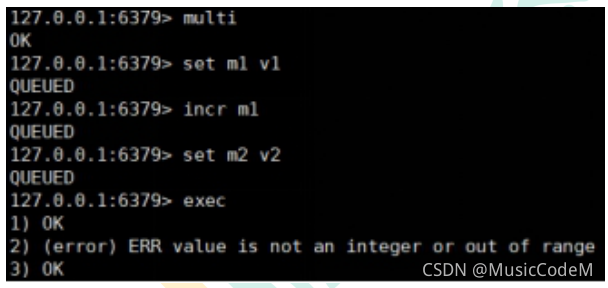 127.0.0.1:6379> multi
OK
127.0.0.1:6379> set m1 v1
QUEUED
127.0.0.1:6379> incr m1
QUEUED
127.0.0.1:6379> set m2 v2
QUEUED
127.0.0.1:6379> exec
1) OK
2) (error) ERR value is not an integer or out of range
3) OK
CSDN @MusicCodeM